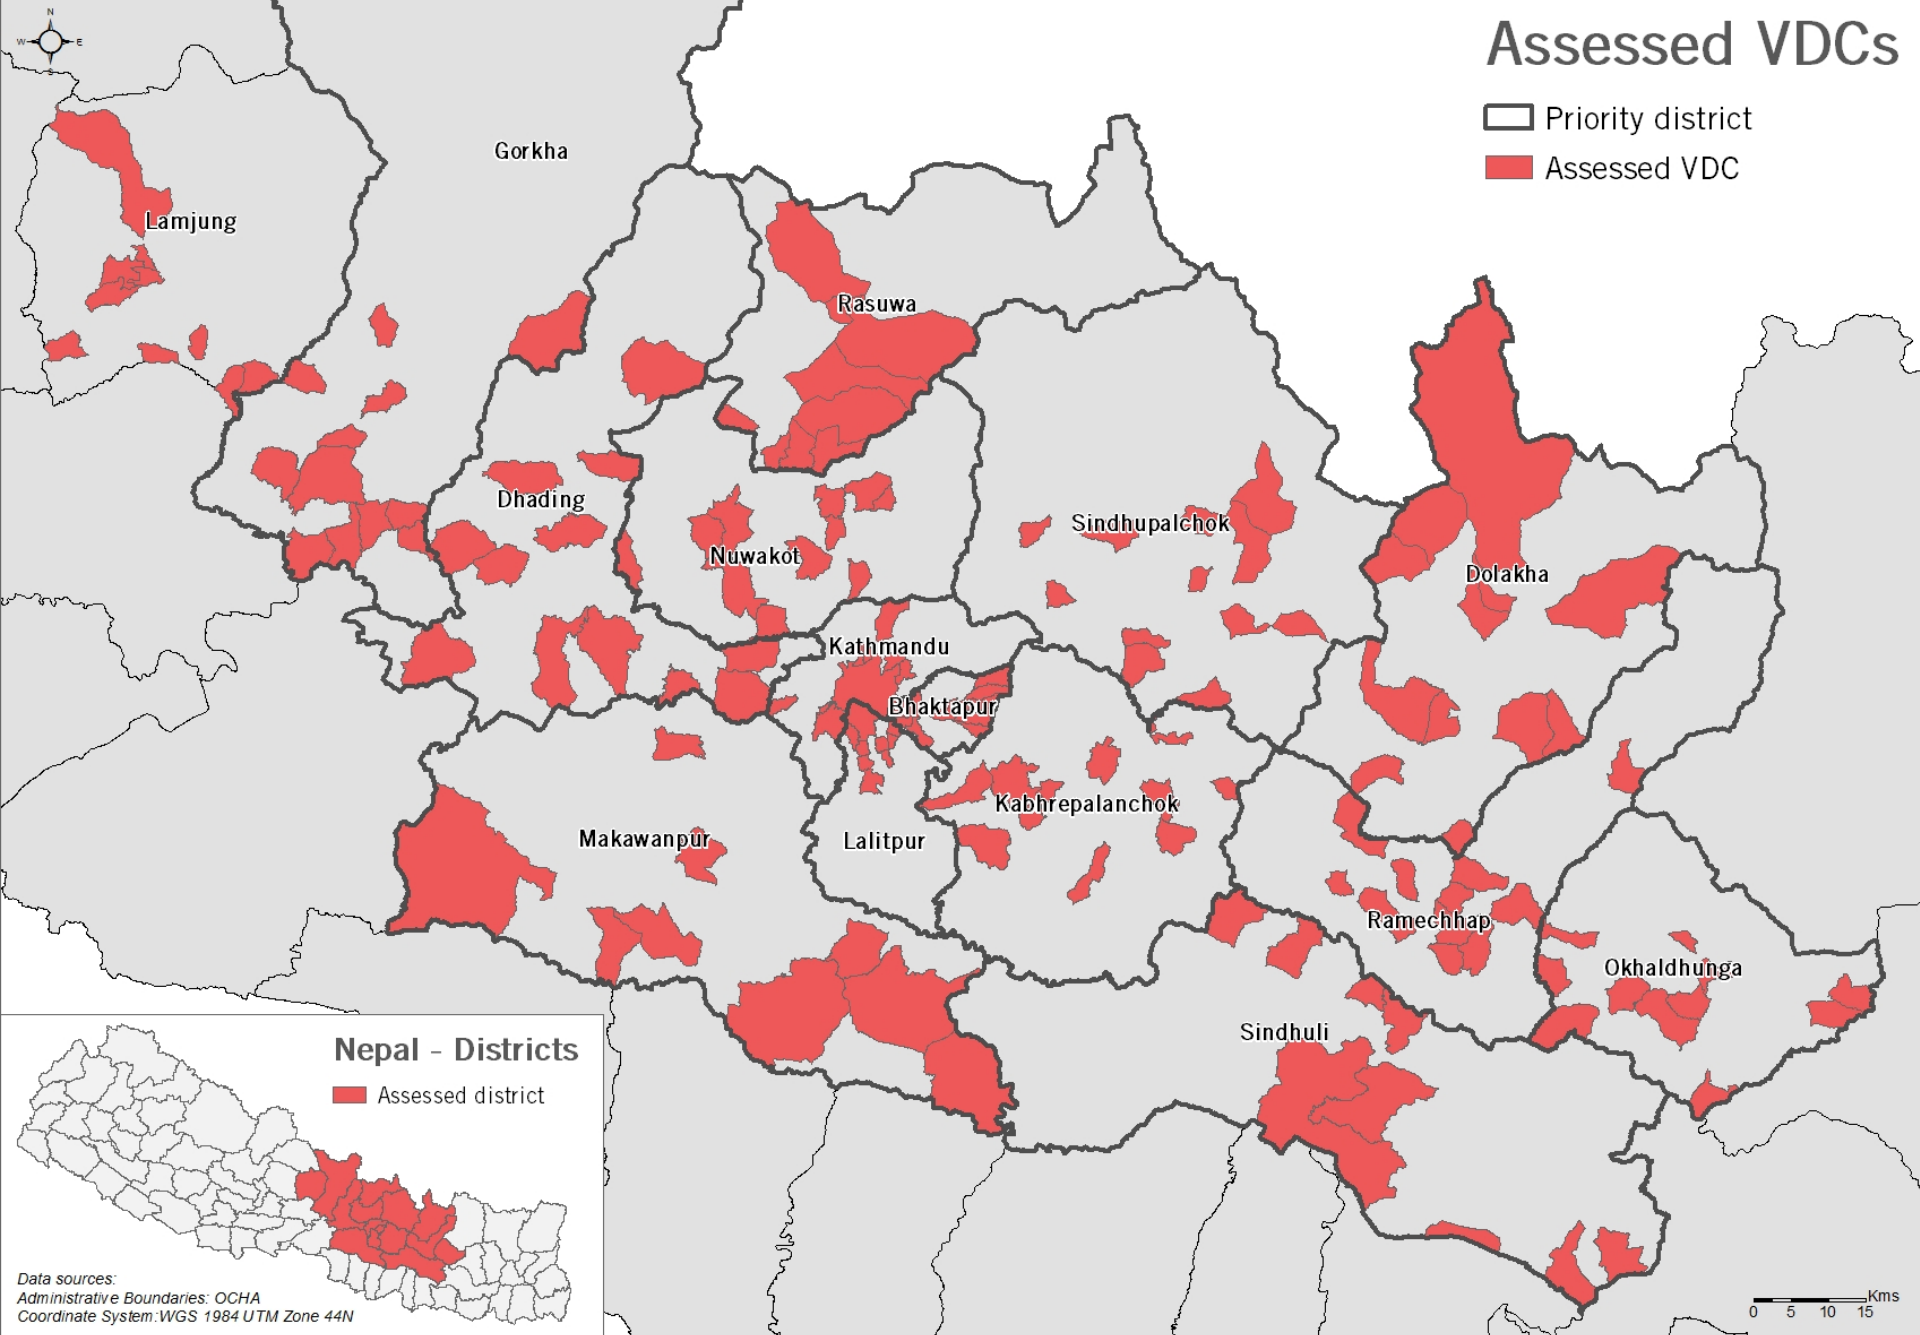 N
W
E
S
Assessed VDCs
Priority district
Assessed VDC
Gorkha
Lamjung
Rasuwa
Dhading
Nuwakot
Sindhupalchok
Dolakha
Kathmandu
Bhaktapur
Makawanpur
Lalitpur
Kabhrepalanchok
Ramechhap
Okhaldhunga
Sindhuli
Nepal - Districts
Assessed district
Data sources:
Administrative Boundaries: OCHA
Coordinate System:WGS 1984 UTM Zone 44N
Kms
0 5 10 15